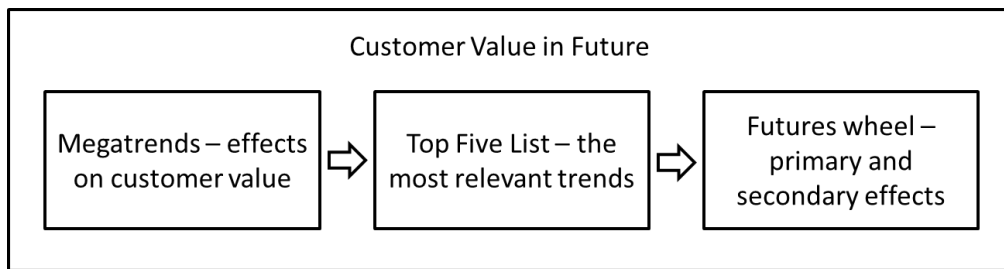 Customer Value in Future
Megatrends – effects
on customer value
Top Five List – the
most relevant trends
Futures wheel –
primary and
secondary effects